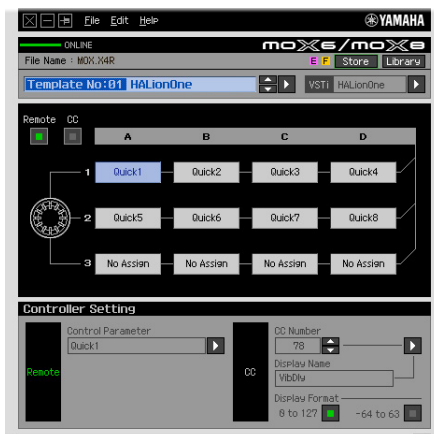 File Edit Help YAMAHA
ONLINE mox6/mox8
File Name : MOX.X4R E F Store Library
Template No:01 HALionOne VSTi HALionOne
Remote CC
A B C D
1 Quick1 Quick2 Quick3 Quick4
2 Quick5 Quick6 Quick7 Quick8
3 No Assign No Assign No Assign No Assign
Controller Setting
Control Parameter CC Number
Quick1 78
Remote CC Display Name
VibDly
Display Format
0 to 127 -64 to 63